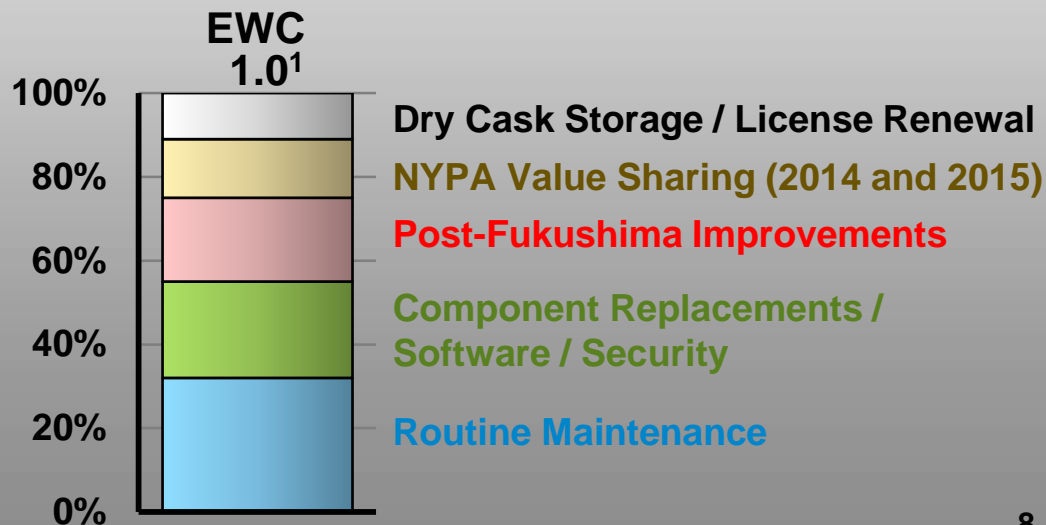 EWC
1.0¹
100%
80%
60%
40%
20%
0%
Dry Cask Storage / License Renewal
NYPA Value Sharing (2014 and 2015)
Post-Fukushima Improvements
Component Replacements /
Software / Security
Routine Maintenance
8